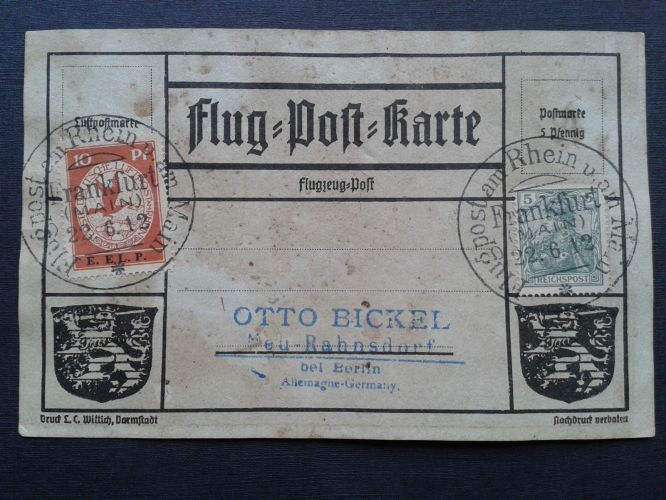 Luftpostmarke
Flug-Post-Karte
Postmarke
5 Pfennig
Flugzeug-Post
Flugpost am Rhein u. am Main
Frankfurt
(MAIN)
22.6.12
10 Pf
E.EL.P.
Flugpost am Rhein u. am Main
Frankfurt
(MAIN)
22.6.12
5
REICHSPOST
OTTO BICKEL
Neu-Rahnsdorf
bei Berlin
Allemagne-Germany.
Druck L. C. Wittich, Darmstadt
Nachdruck verboten